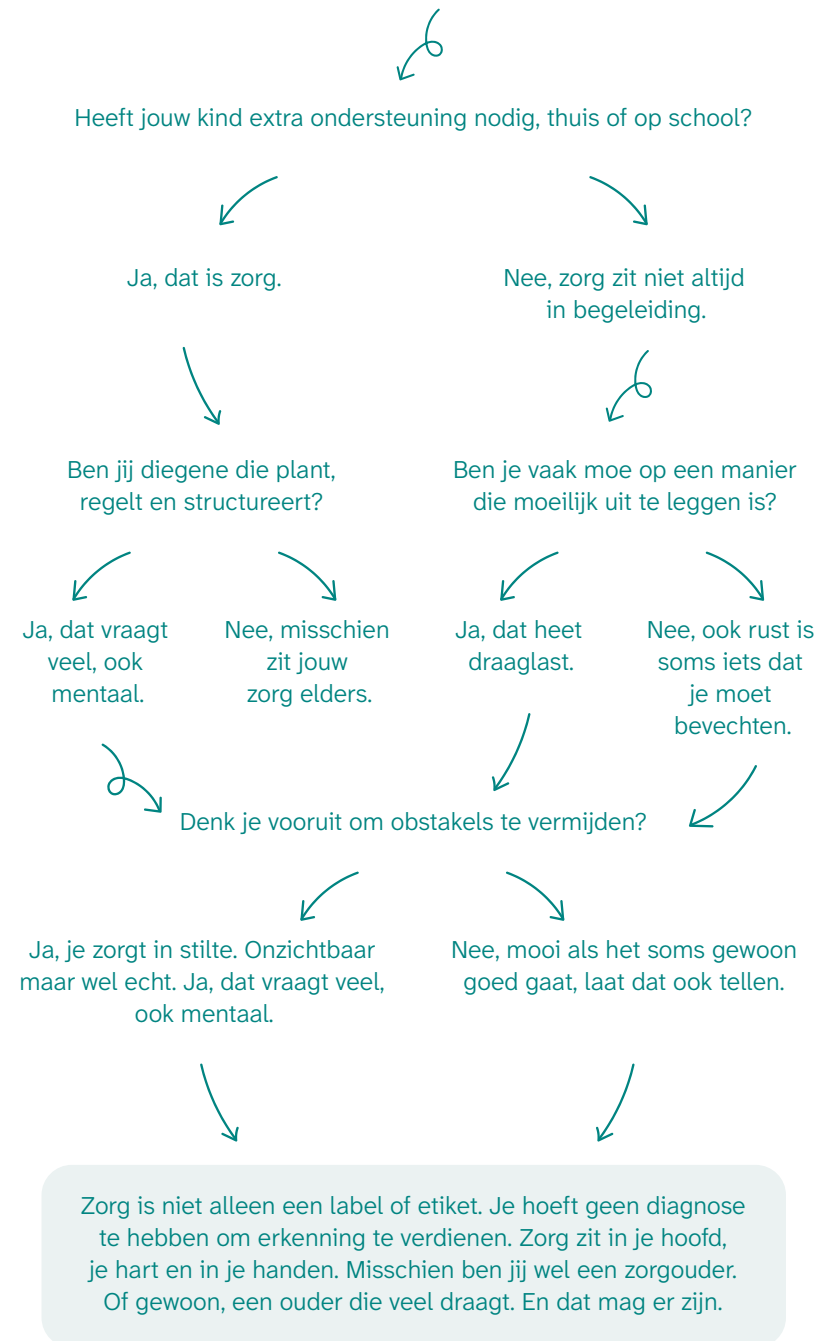 Heeft jouw kind extra ondersteuning nodig, thuis of op school?
Ja, dat is zorg.
Nee, zorg zit niet altijd
in begeleiding.
Ben jij diegene die plant,
regelt en structureert?
Ben je vaak moe op een manier
die moeilijk uit te leggen is?
Ja, dat vraagt
veel, ook
mentaal.
Nee, misschien
zit jouw
zorg elders.
Ja, dat heet
draaglast.
Nee, ook rust is
soms iets dat
je moet
bevechten.
Denk je vooruit om obstakels te vermijden?
Ja, je zorgt in stilte. Onzichtbaar
maar wel echt. Ja, dat vraagt veel,
ook mentaal.
Nee, mooi als het soms gewoon
goed gaat, laat dat ook tellen.
Zorg is niet alleen een label of etiket. Je hoeft geen diagnose
te hebben om erkenning te verdienen. Zorg zit in je hoofd,
je hart en in je handen. Misschien ben jij wel een zorgouder.
Of gewoon, een ouder die veel draagt. En dat mag er zijn.